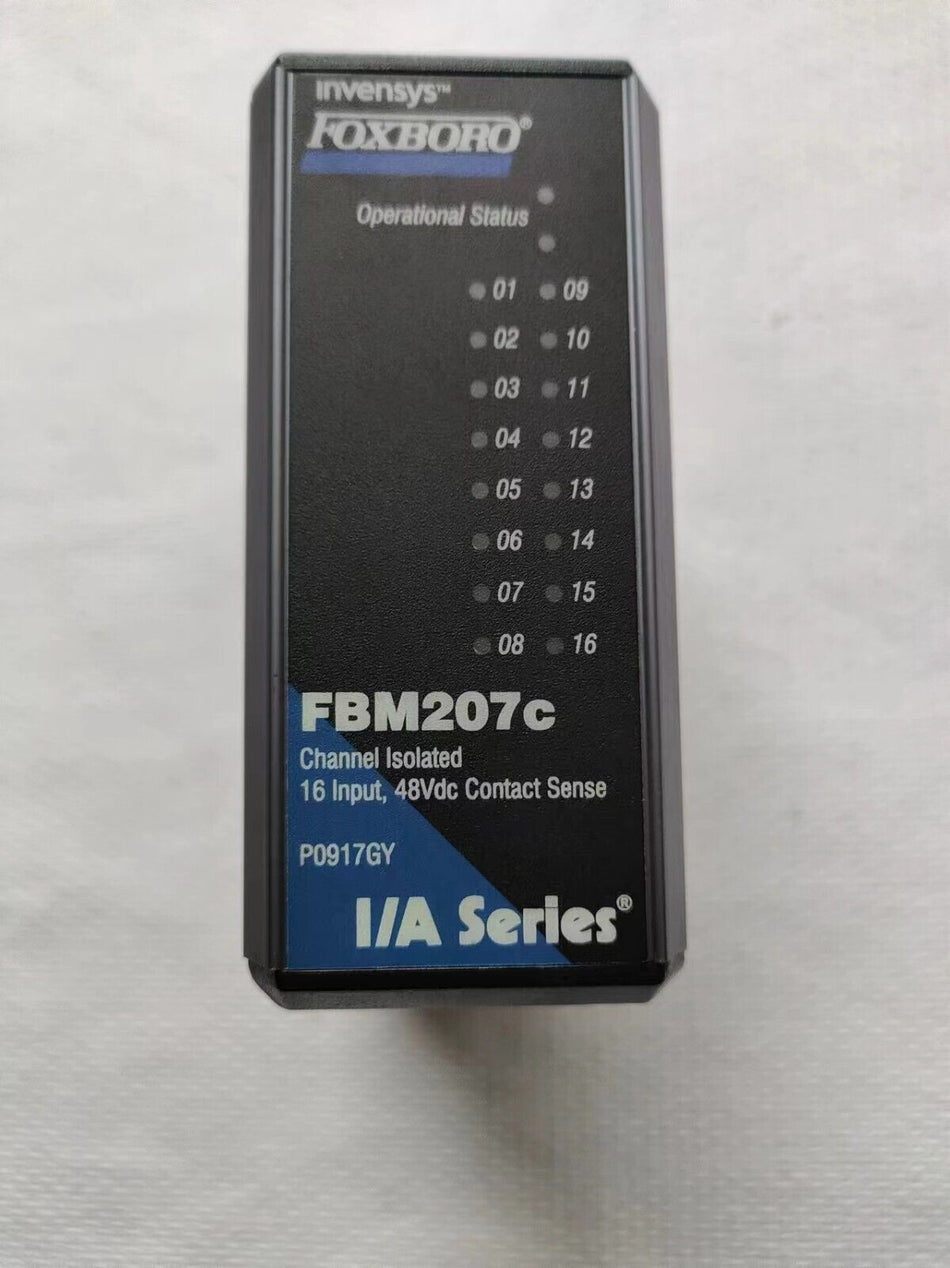 invensys™
FOXBORO®
Operational Status
01 09
02 10
03 11
04 12
05 13
06 14
07 15
08 16
FBM207c
Channel Isolated
16 Input, 48Vdc Contact Sense
P0917GY
I/A Series®